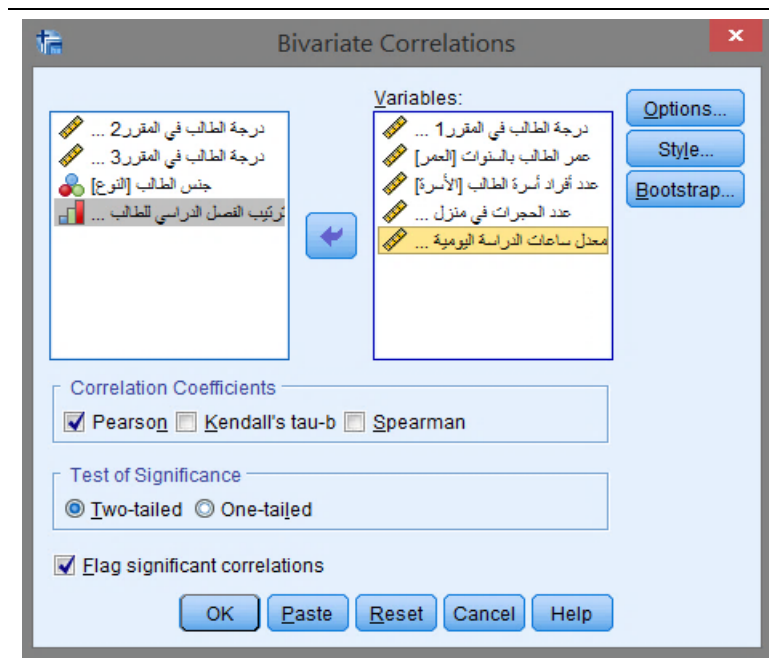 Bivariate Correlations
درجة الطالب في المقرر2 ...
درجة الطالب في المقرر3 ...
جنس الطالب [النوع]
ترتيب الفصل الدراسي للطالب ...
Variables:
درجة الطالب في المقرر1 ...
عمر الطالب بالسنوات [العمر]
عدد أفراد أسرة الطالب [الأسرة]
عدد الحجرات في منزل ...
معدل ساعات الدراسة اليومية ...
Options...
Style...
Bootstrap...
Correlation Coefficients
Pearson Kendall's tau-b Spearman
Test of Significance
Two-tailed One-tailed
Flag significant correlations
OK Paste Reset Cancel Help